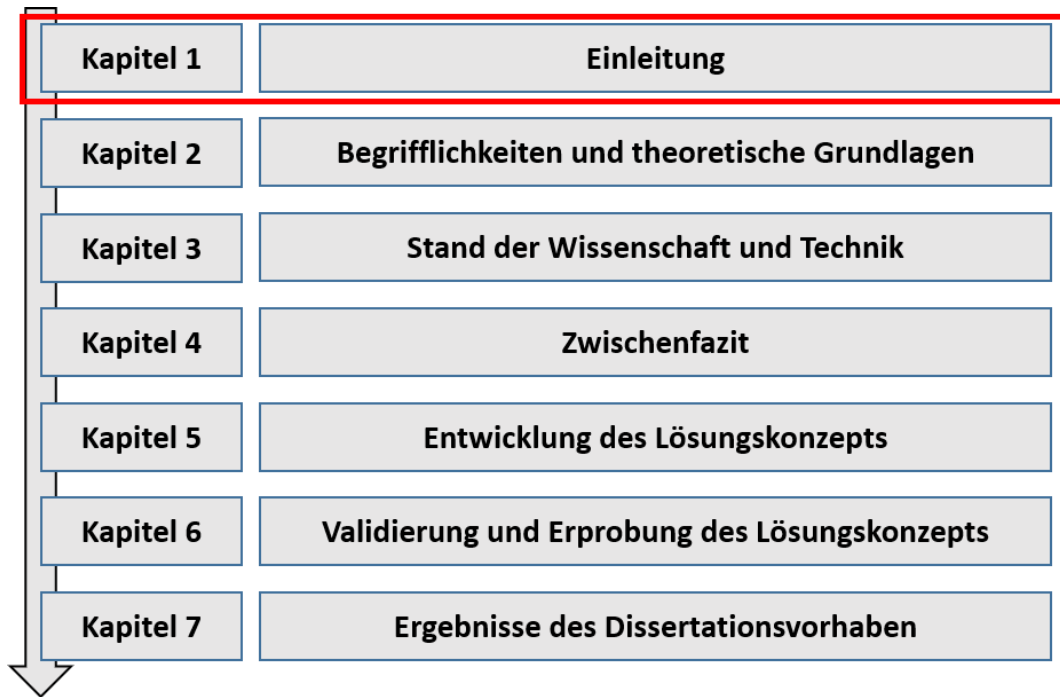 Kapitel 1 Einleitung
Kapitel 2 Begrifflichkeiten und theoretische Grundlagen
Kapitel 3 Stand der Wissenschaft und Technik
Kapitel 4 Zwischenfazit
Kapitel 5 Entwicklung des Lösungskonzepts
Kapitel 6 Validierung und Erprobung des Lösungskonzepts
Kapitel 7 Ergebnisse des Dissertationsvorhaben